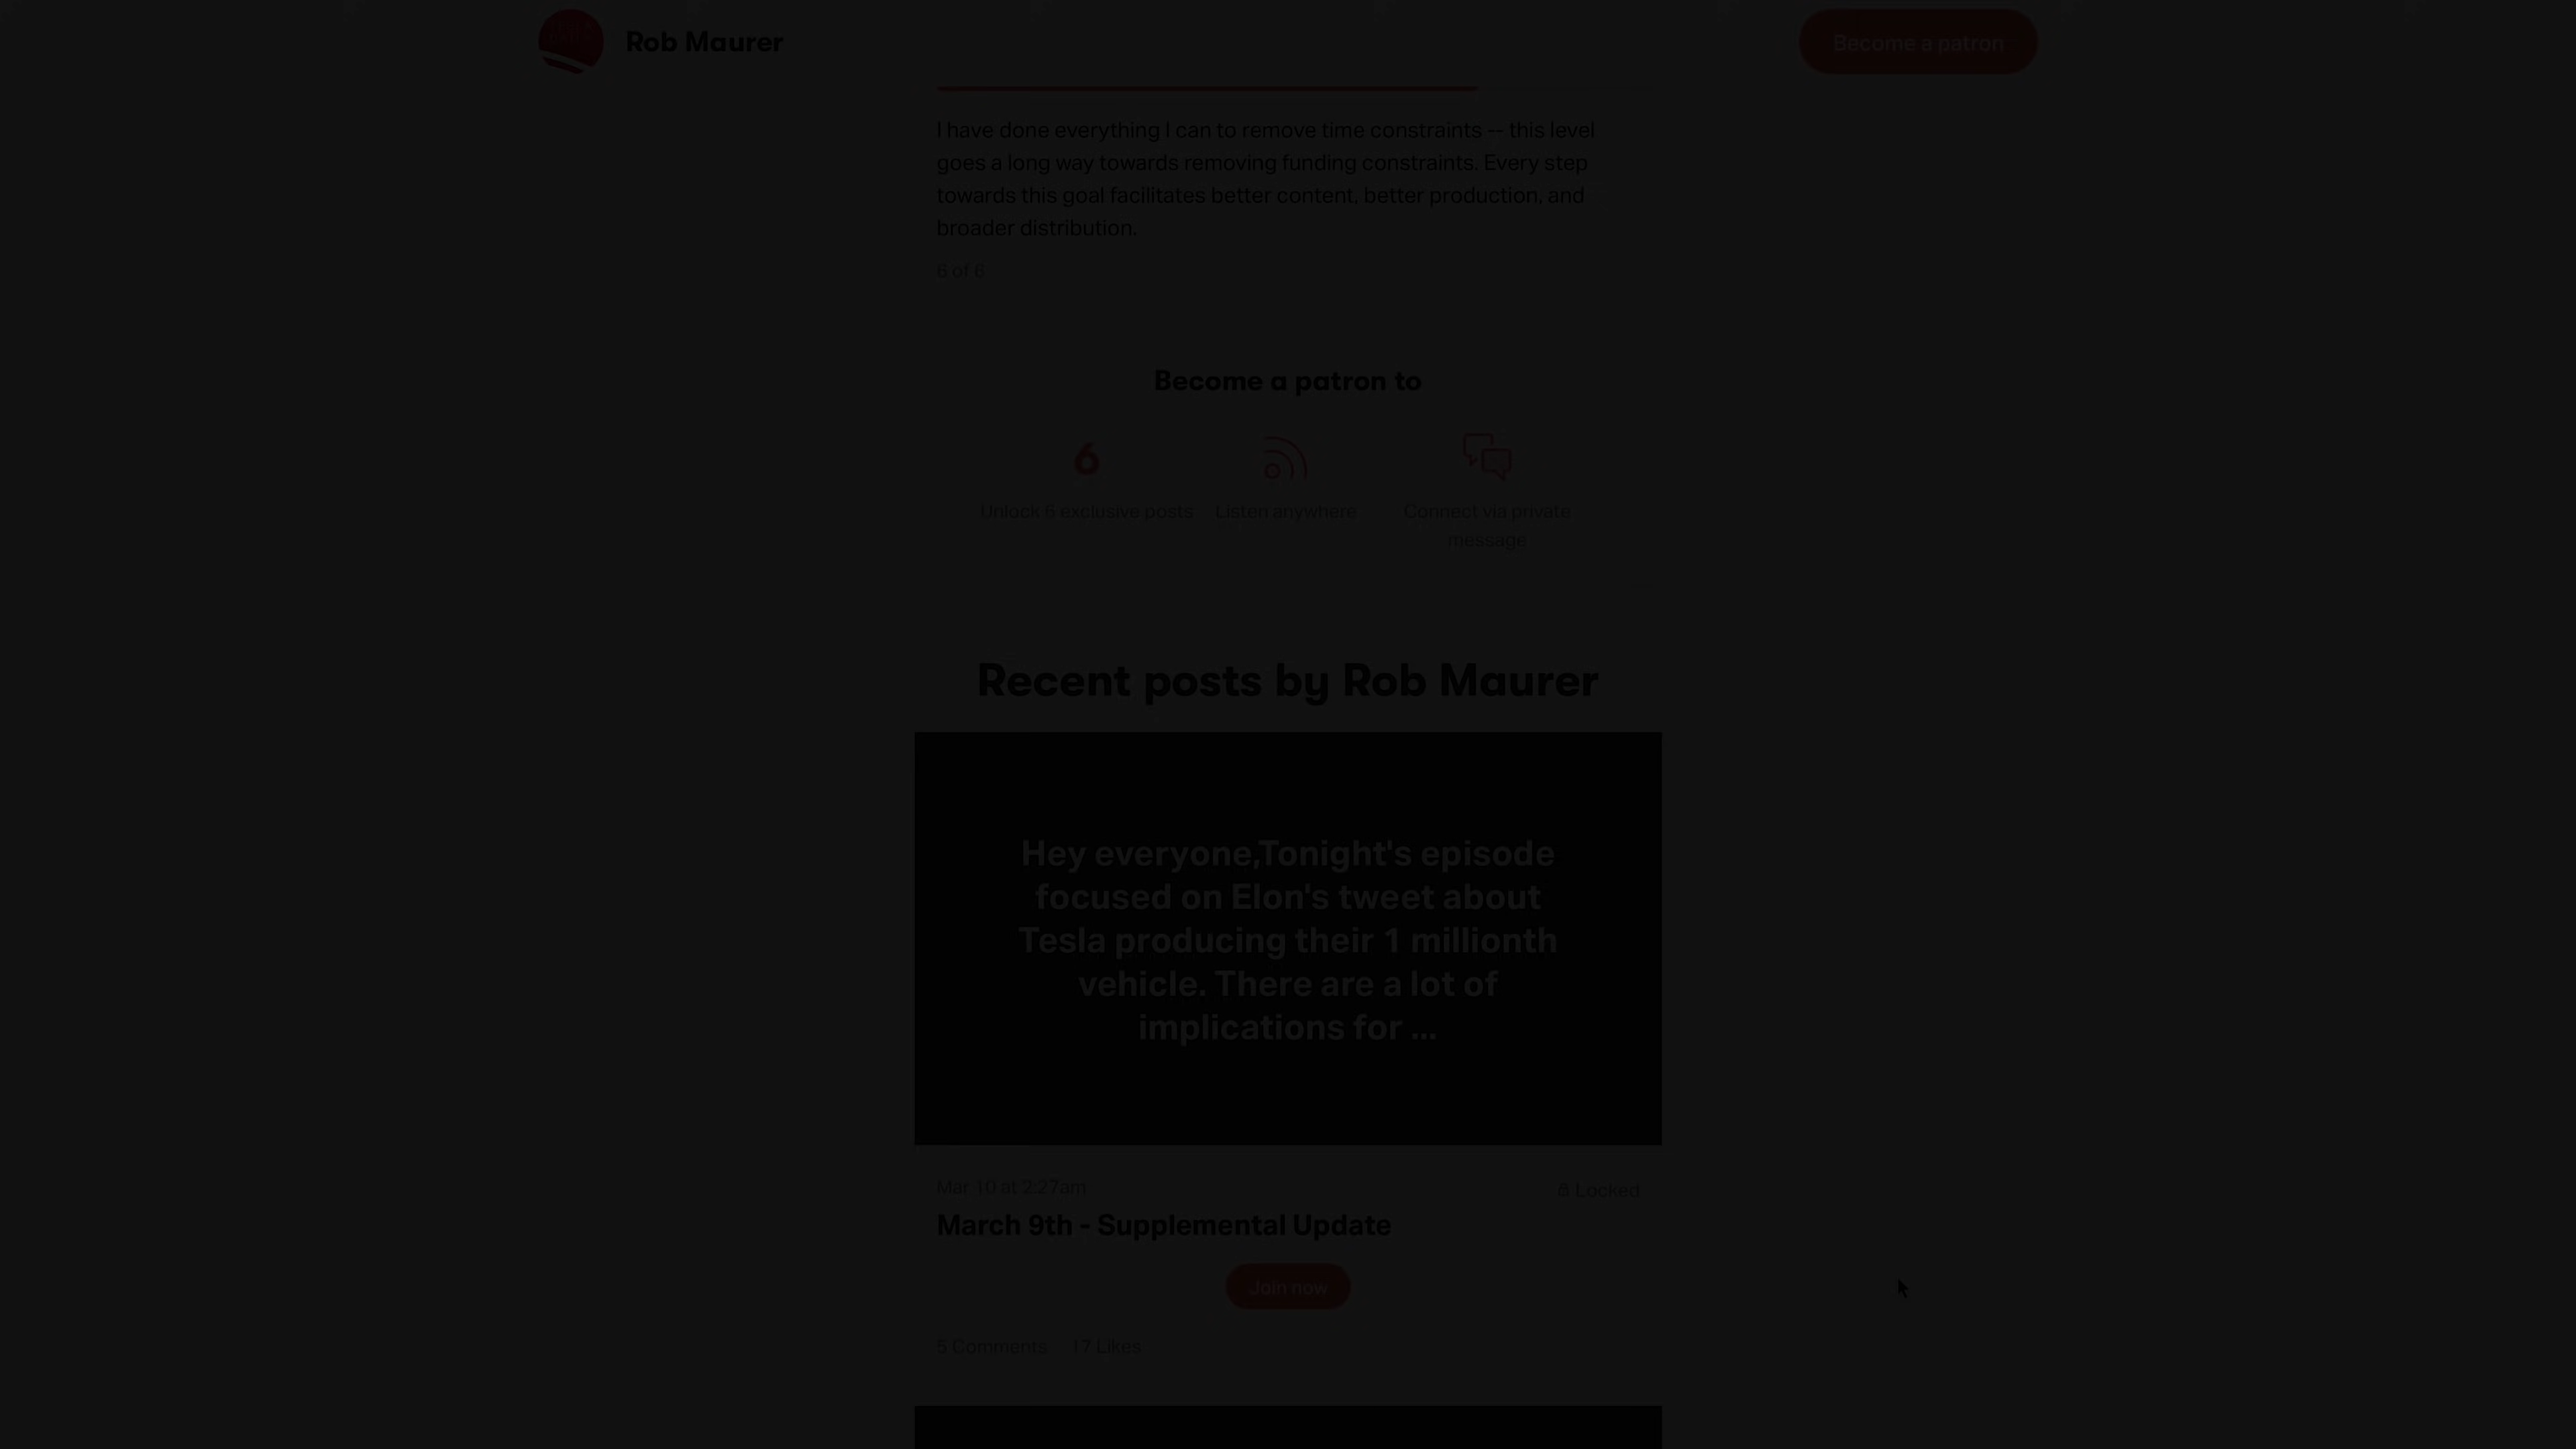 Rob Maurer
Become a patron
I have done everything I can to remove time constraints -- this level
goes a long way towards removing funding constraints. Every step
towards this goal facilitates better content, better production, and
broader distribution.
6 of 6
Become a patron to
6
Unlock 6 exclusive posts
Listen anywhere
Connect via private
message
Recent posts by Rob Maurer
Hey everyone,Tonight's episode
focused on Elon's tweet about
Tesla producing their 1 millionth
vehicle. There are a lot of
implications for ...
Mar 10 at 2:27am
Locked
March 9th - Supplemental Update
Join now
5 Comments
17 Likes